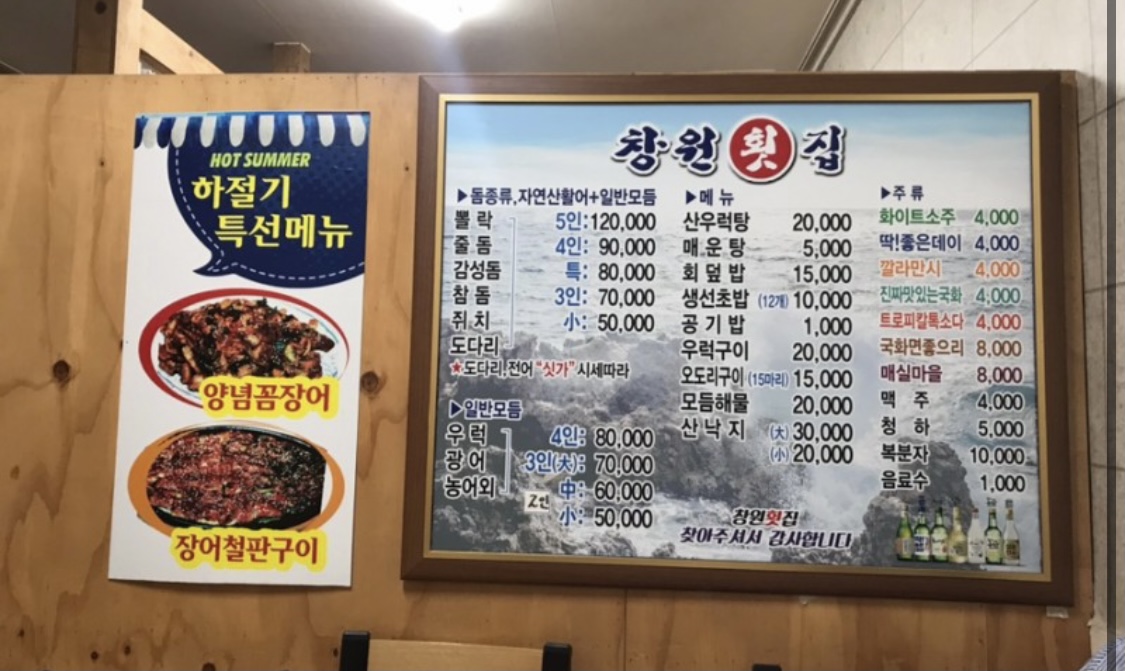 HOT SUMMER
하절기
특선메뉴
양념꼼장어
장어철판구이
창원횟집
▶돔종류,자연산활어+일반모듬
뽈락 5인:120,000
줄돔 4인: 90,000
감성돔 특: 80,000
참돔 3인: 70,000
쥐치 小: 50,000
도다리
★도다리.전어 "싯가" 시세따라
▶일반모듬
우럭 4인: 80,000
광어 3인(大): 70,000
농어외 中: 60,000
2인 小: 50,000
▶메뉴
산우럭탕 20,000
매운탕 5,000
회덮밥 15,000
생선초밥 (12개) 10,000
공기밥 1,000
우럭구이 20,000
오도리구이 (15마리) 15,000
모듬해물 20,000
산낙지 (大) 30,000
(小) 20,000
창원횟집
찾아주셔서 감사합니다
▶주류
화이트소주 4,000
딱!좋은데이 4,000
깔라만시 4,000
진짜맛있는국화 4,000
트로피칼톡소다 4,000
국화면좋으리 8,000
매실마을 8,000
맥주 4,000
청하 5,000
복분자 10,000
음료수 1,000